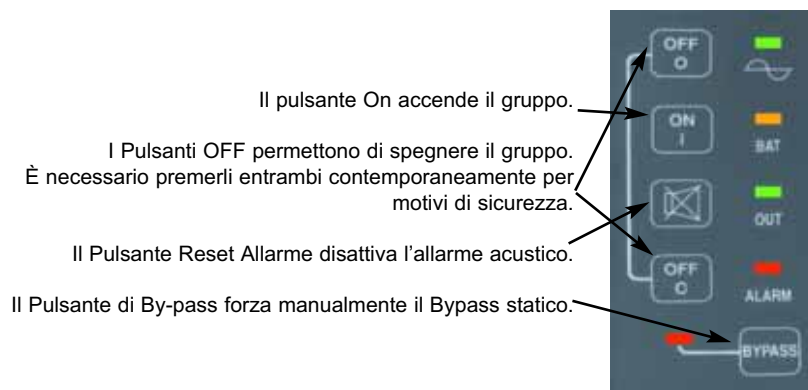 Il pulsante On accende il gruppo.
I Pulsanti OFF permettono di spegnere il gruppo.
È necessario premerli entrambi contemporaneamente per
motivi di sicurezza.
Il Pulsante Reset Allarme disattiva l'allarme acustico.
Il Pulsante di By-pass forza manualmente il Bypass statico.
OFF
O
ON
I
BAT
OUT
OFF
O
ALARM
BYPASS